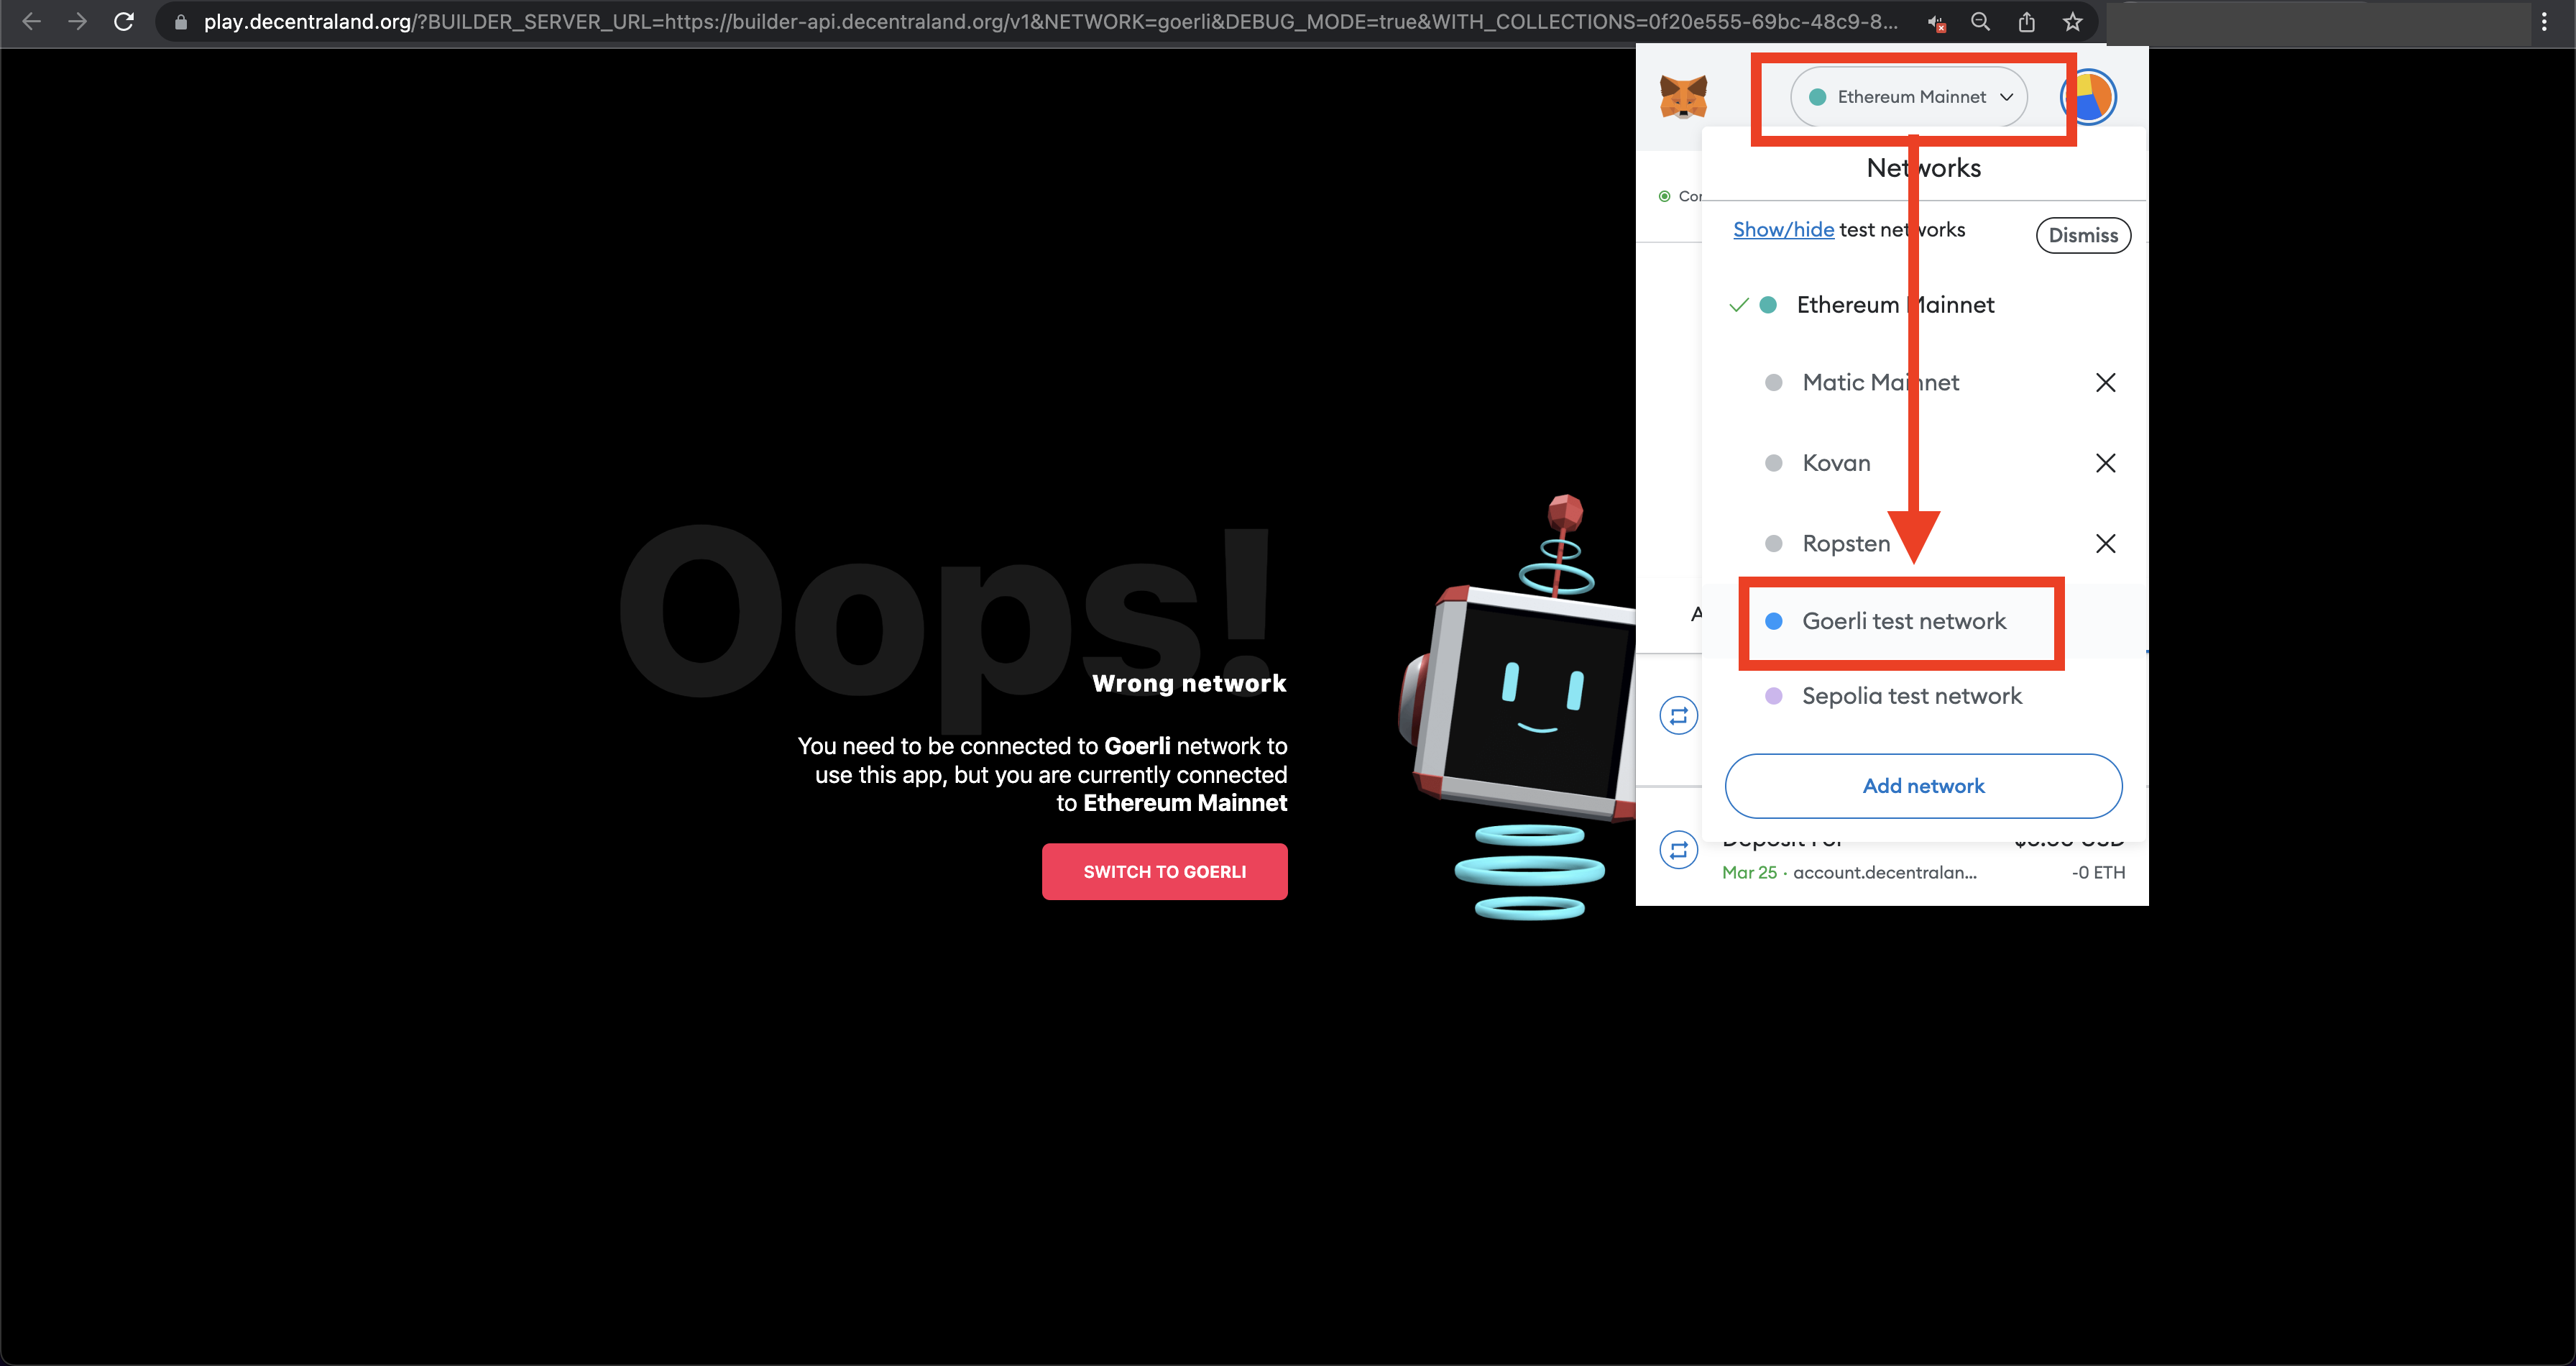 play.decentraland.org/?BUILDER_SERVER_URL=https://builder-api.decentraland.org/v1&NETWORK=goerli&DEBUG_MODE=true&WITH_COLLECTIONS=0f20e555-69bc-48c9-8...
Ethereum Mainnet
Networks
Show/hide test networks
Dismiss
Ethereum Mainnet
Matic Mainnet
Kovan
Ropsten
Goerli test network
Sepolia test network
Add network
Mar 25 · account.decentralan...
-0 ETH
Oops!
Wrong network
You need to be connected to Goerli network to
use this app, but you are currently connected
to Ethereum Mainnet
SWITCH TO GOERLI